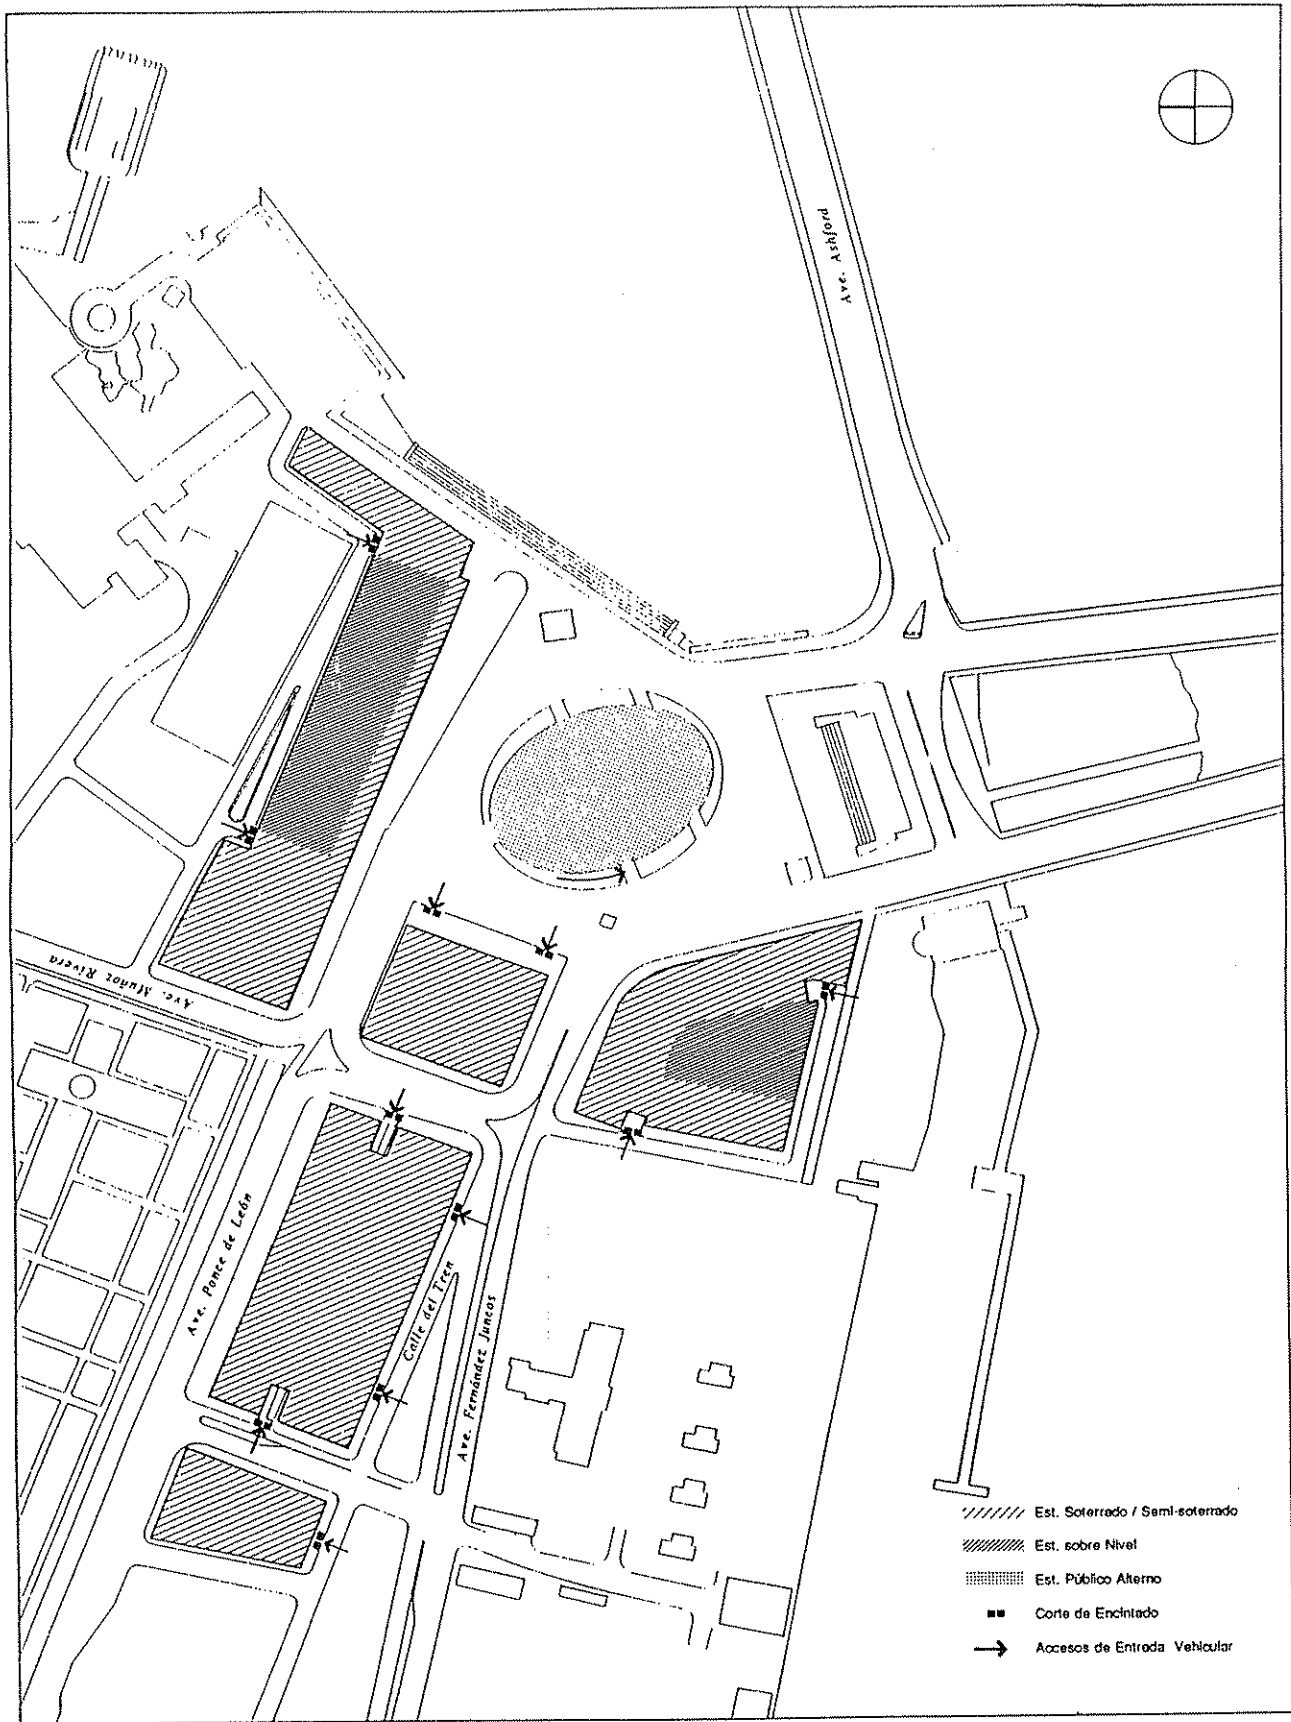 Ave. Ashford
Ave. Muñoz Rivera
Ave. Ponce de León
Calle del Tren
Ave. Fernández Juncos
Est. Soterrado / Semi-soterrado
Est. sobre Nivel
Est. Público Alterno
Corte de Encintado
Accesos de Entrada Vehicular